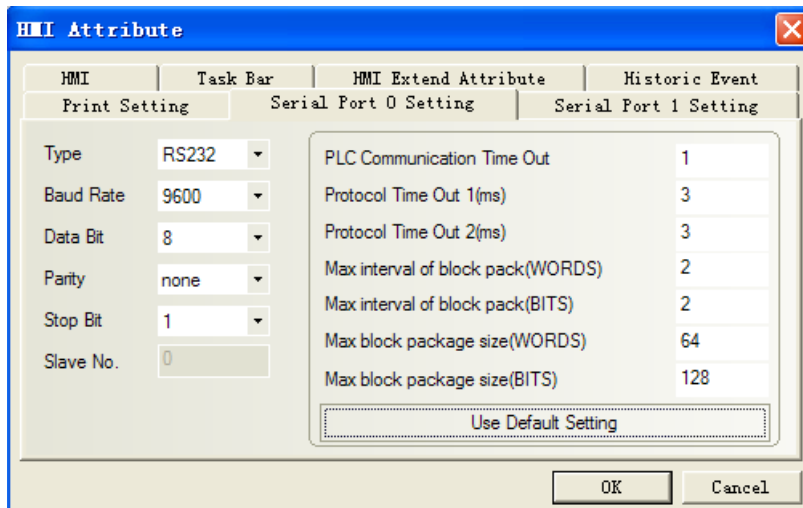 HMI Attribute
HMI
Task Bar
HMI Extend Attribute
Historic Event
Print Setting
Serial Port 0 Setting
Serial Port 1 Setting
Type RS232
Baud Rate 9600
Data Bit 8
Parity none
Stop Bit 1
Slave No. 0
PLC Communication Time Out 1
Protocol Time Out 1(ms) 3
Protocol Time Out 2(ms) 3
Max interval of block pack(WORDS) 2
Max interval of block pack(BITS) 2
Max block package size(WORDS) 64
Max block package size(BITS) 128
Use Default Setting
OK
Cancel